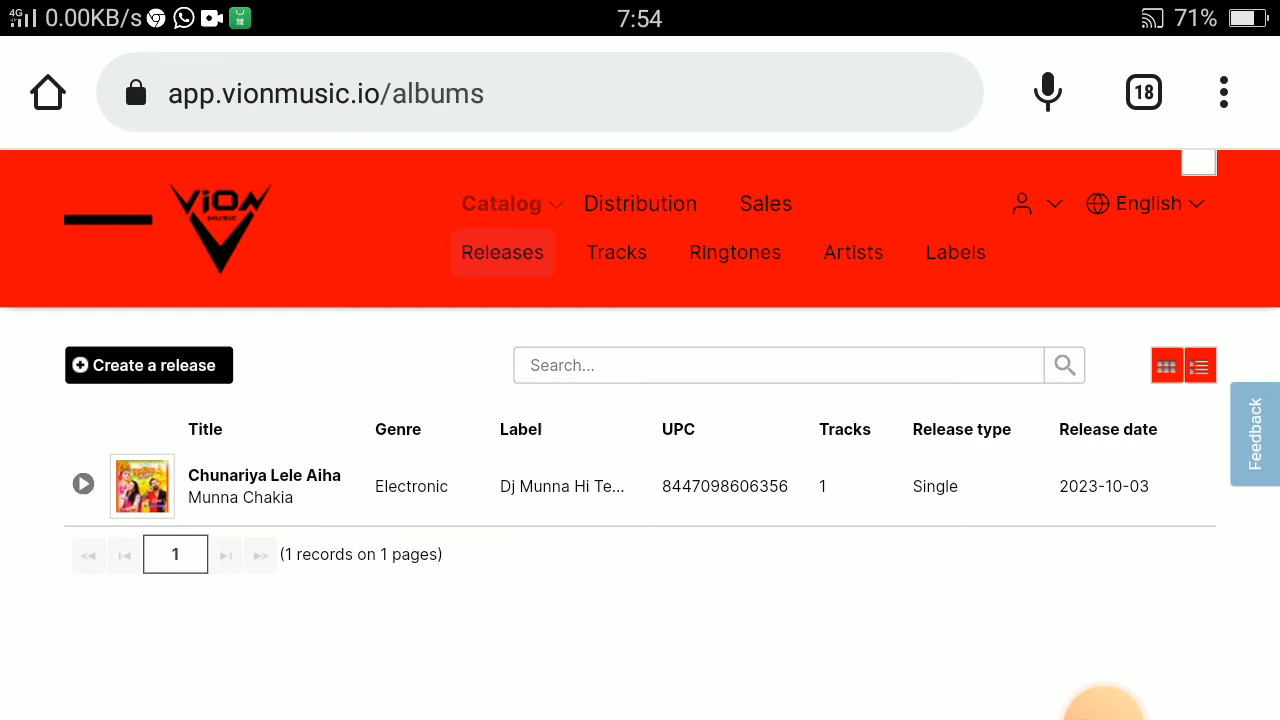 4G 0.00KB/s 7:54 71%
app.vionmusic.io/albums 18
ViON MUSIC
Catalog Distribution Sales English
Releases Tracks Ringtones Artists Labels
Create a release Search...
Feedback
Title Genre Label UPC Tracks Release type Release date
Chunariya Lele Aiha
Munna Chakia Electronic Dj Munna Hi Te... 8447098606356 1 Single 2023-10-03
1 (1 records on 1 pages)